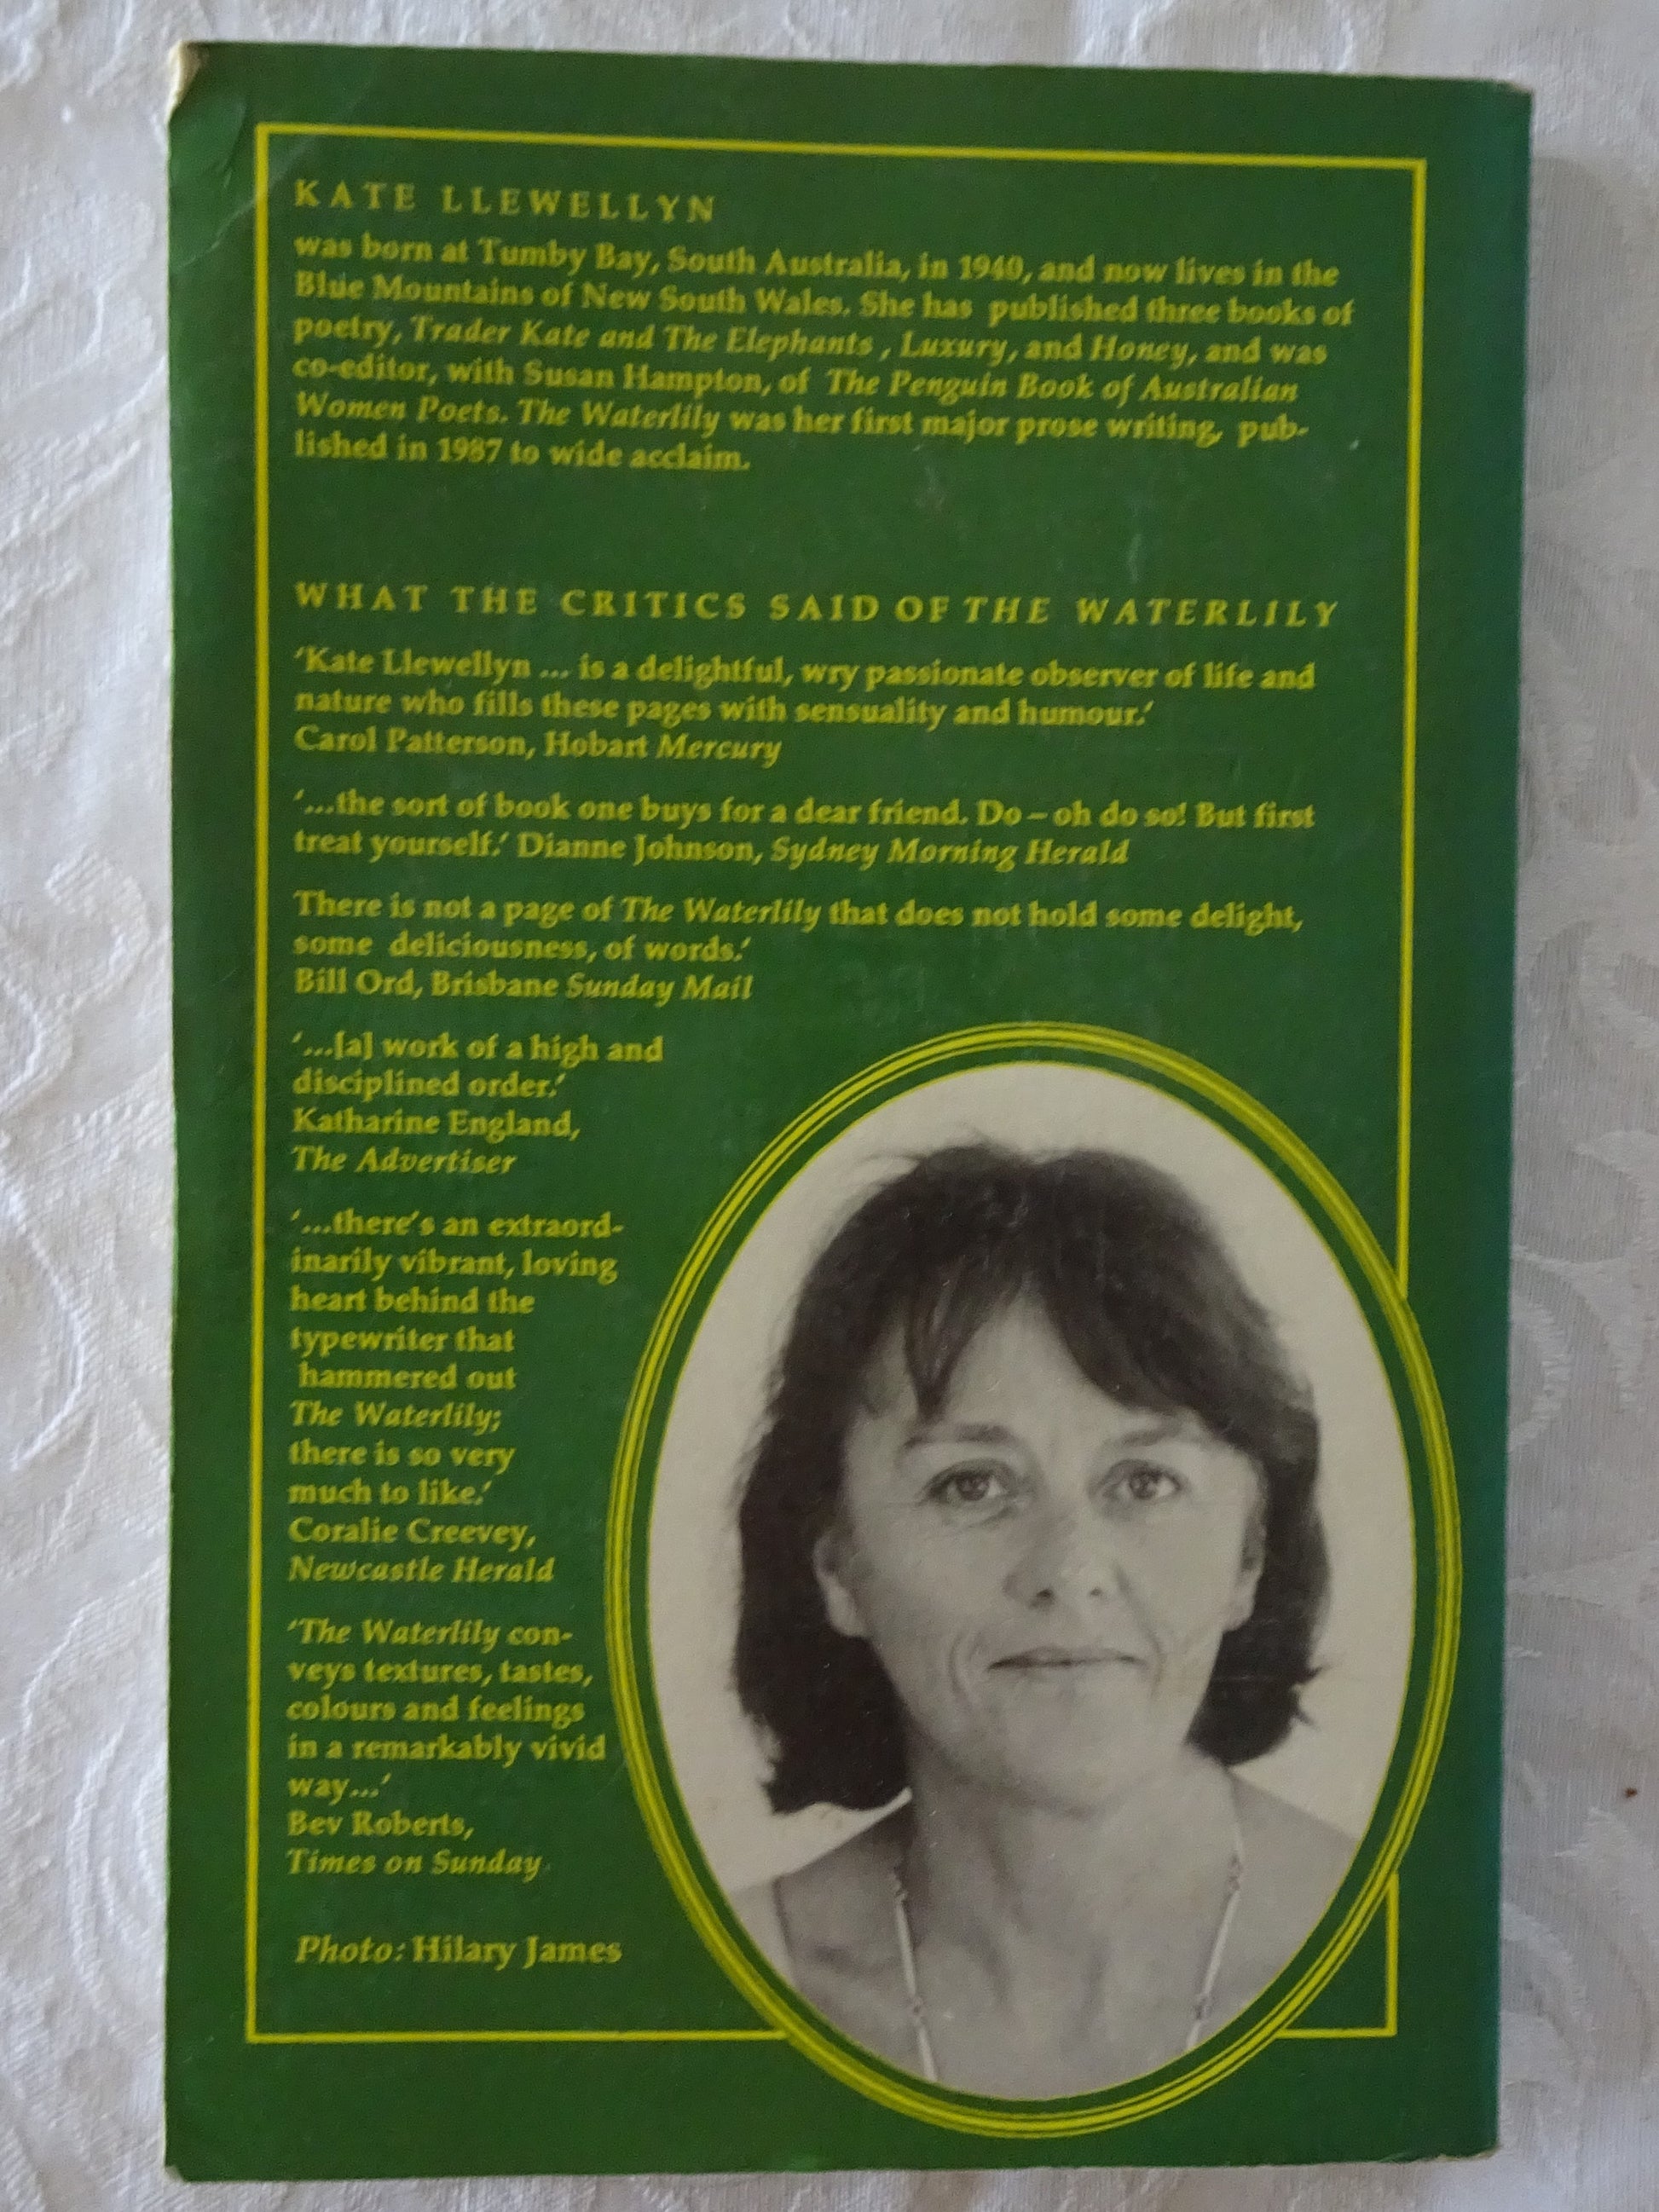 KATE LLEWELLYN
was born at Tumby Bay, South Australia, in 1940, and now lives in the
Blue Mountains of New South Wales. She has published three books of
poetry, Trader Kate and The Elephants , Luxury, and Honey, and was
co-editor, with Susan Hampton, of The Penguin Book of Australian
Women Poets. The Waterlily was her first major prose writing, pub-
lished in 1987 to wide acclaim.
WHAT THE CRITICS SAID OF THE WATERLILY
‘Kate Llewellyn ... is a delightful, wry passionate observer of life and
nature who fills these pages with sensuality and humour.’
Carol Patterson, Hobart Mercury
‘...the sort of book one buys for a dear friend. Do – oh do so! But first
treat yourself.’ Dianne Johnson, Sydney Morning Herald
There is not a page of The Waterlily that does not hold some delight,
some deliciousness, of words.’
Bill Ord, Brisbane Sunday Mail
‘...[a] work of a high and
disciplined order.’
Katharine England,
The Advertiser
‘...there's an extraord-
inarily vibrant, loving
heart behind the
typewriter that
hammered out
The Waterlily;
there is so very
much to like.’
Coralie Creevey,
Newcastle Herald
‘The Waterlily con-
veys textures, tastes,
colours and feelings
in a remarkably vivid
way...’
Bev Roberts,
Times on Sunday
Photo: Hilary James